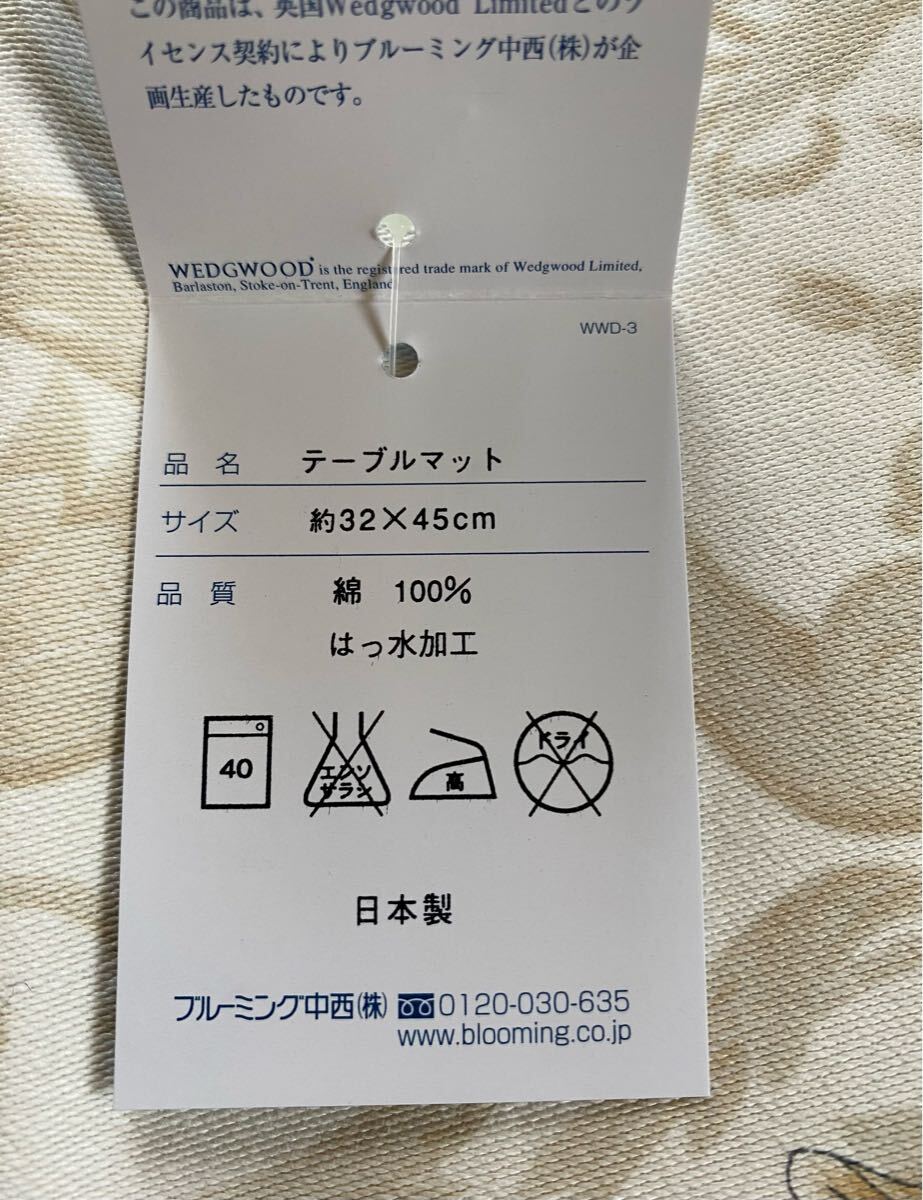 この商品は、英国Wedgwood Limitedとのラ
イセンス契約によりブルーミング中西(株)が企
画生産したものです。
WEDGWOOD® is the registered trade mark of Wedgwood Limited,
Barlaston, Stoke-on-Trent, England
WWD-3
品 名 テーブルマット
サイズ 約32×45cm
品 質 綿 100%
はっ水加工
40
エンソ
サラシ
高
ドライ
日本製
ブルーミング中西(株) 0120-030-635
www.blooming.co.jp